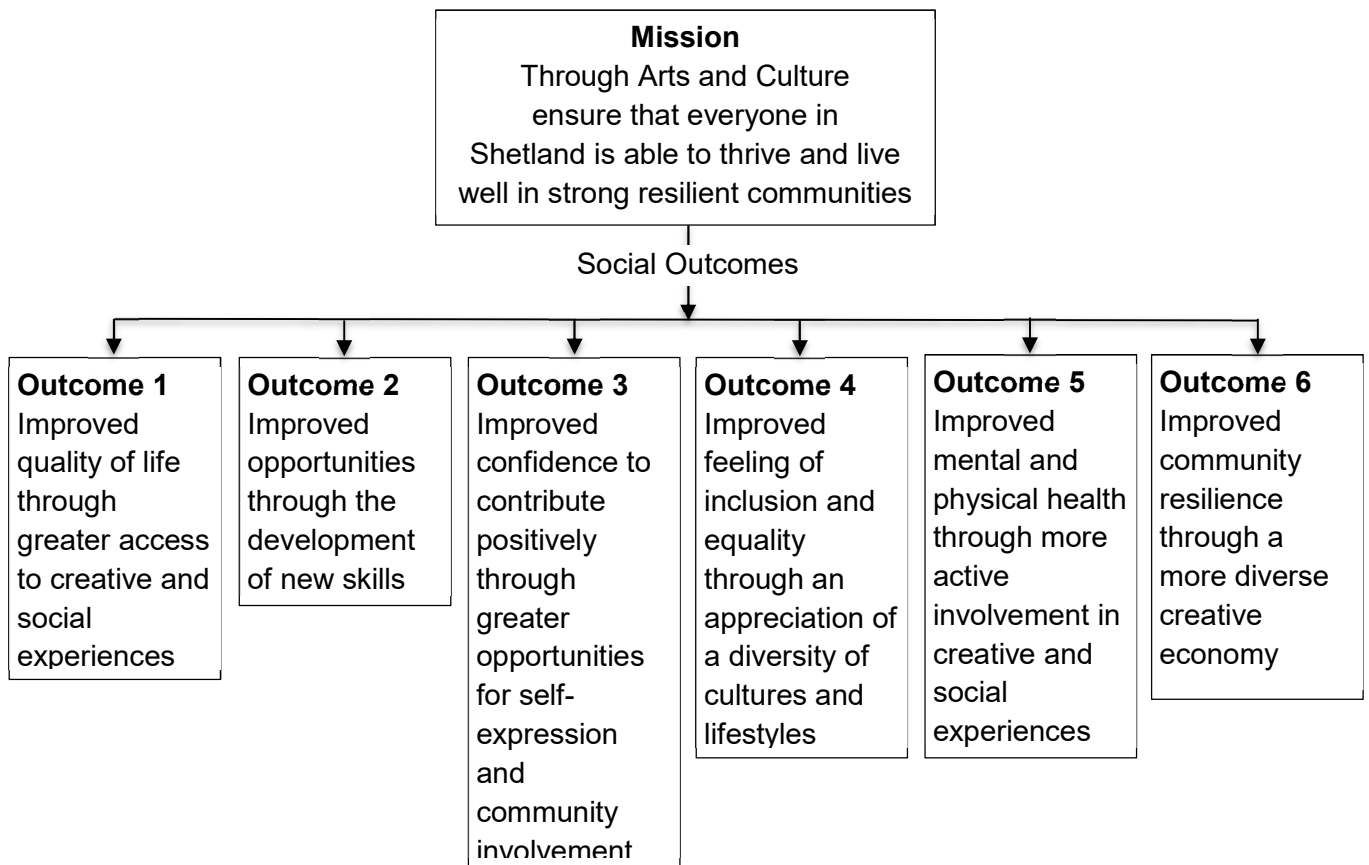 Mission
Through Arts and Culture
ensure that everyone in
Shetland is able to thrive and live
well in strong resilient communities
Social Outcomes
Outcome 1
Improved
quality of life
through
greater access
to creative and
social
experiences
Outcome 2
Improved
opportunities
through the
development
of new skills
Outcome 3
Improved
confidence to
contribute
positively
through
greater
opportunities
for self-
expression
and
community
involvement
Outcome 4
Improved
feeling of
inclusion and
equality
through an
appreciation of
a diversity of
cultures and
lifestyles
Outcome 5
Improved
mental and
physical health
through more
active
involvement in
creative and
social
experiences
Outcome 6
Improved
community
resilience
through a
more diverse
creative
economy